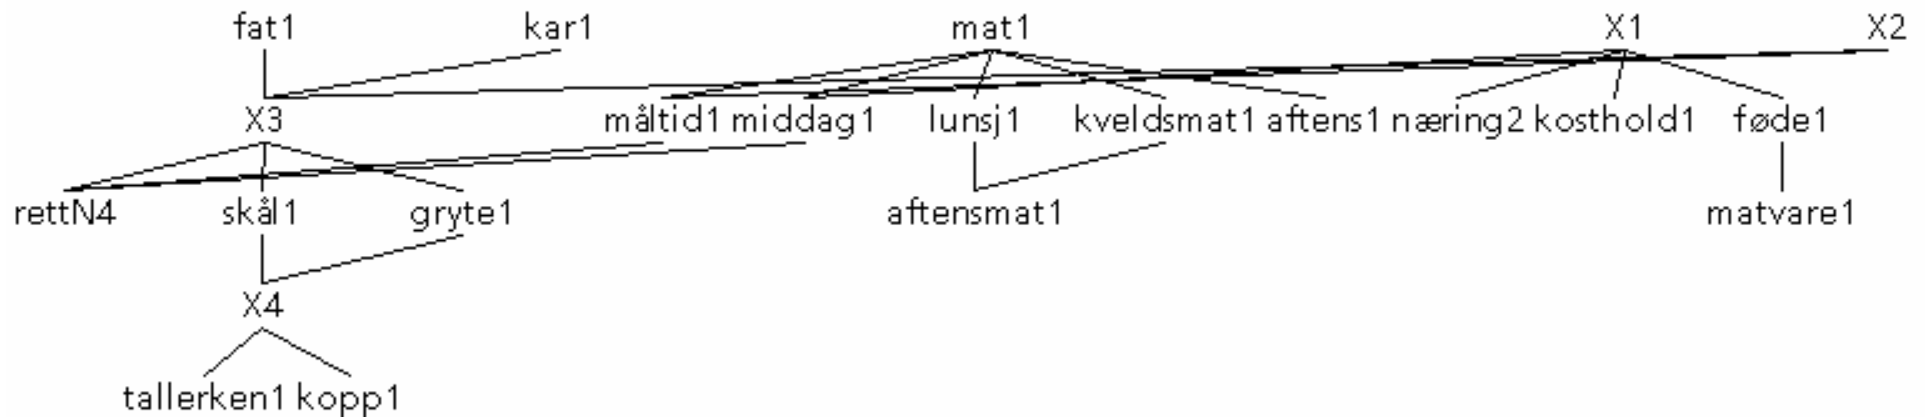 fat1 kar1 mat1 X1 X2
X3 måltid1 middag1 lunsj1 kveldsmat1 aftens1 næring2 kosthold1 føde1
rettN4 skål1 gryte1 aftensmat1 matvare1
X4
tallerken1 kopp1